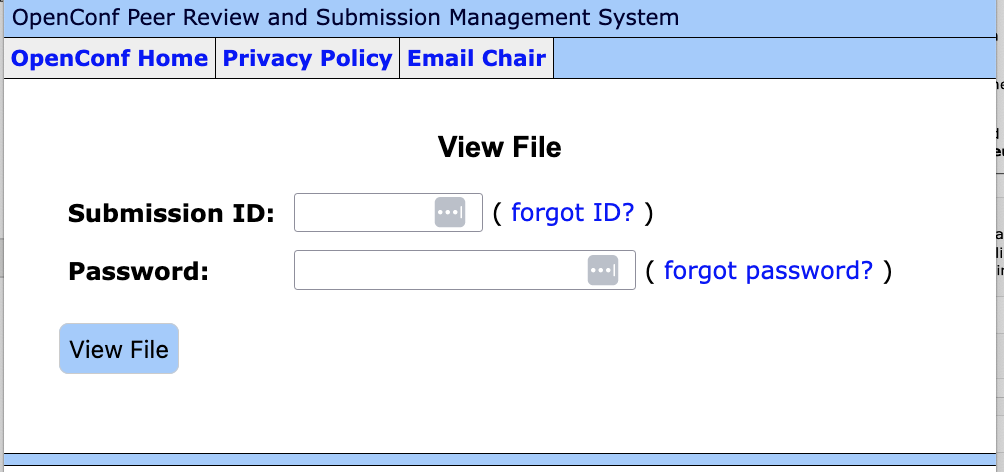 OpenConf Peer Review and Submission Management System
OpenConf Home Privacy Policy Email Chair
View File
Submission ID: ( forgot ID? )
Password: ( forgot password? )
View File